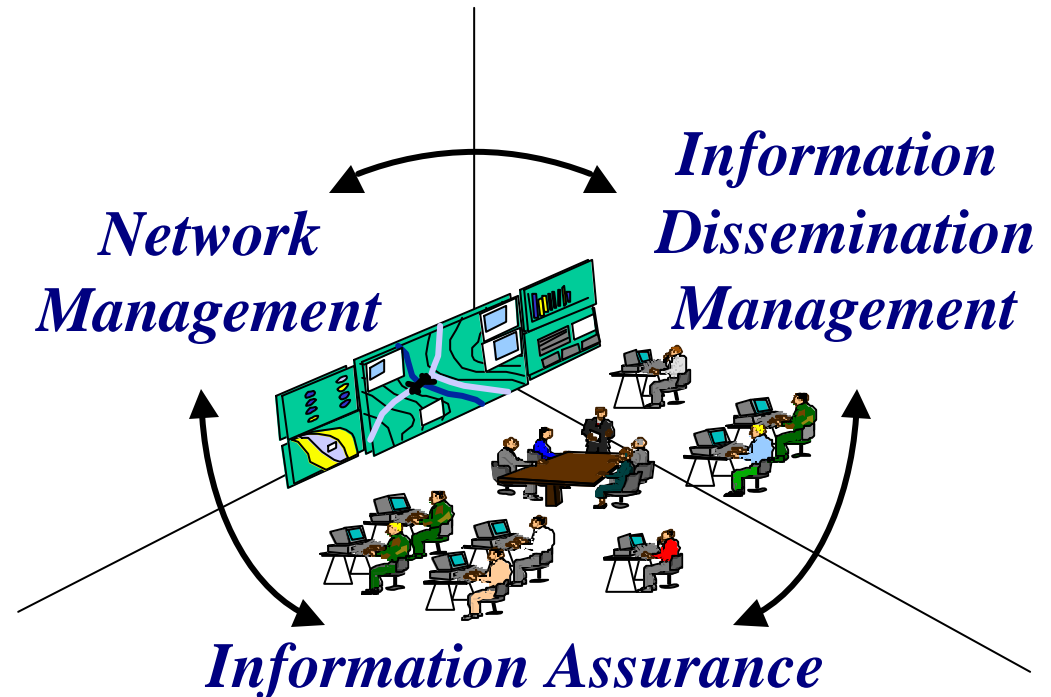 Network
Management
Information
Dissemination
Management
Information Assurance